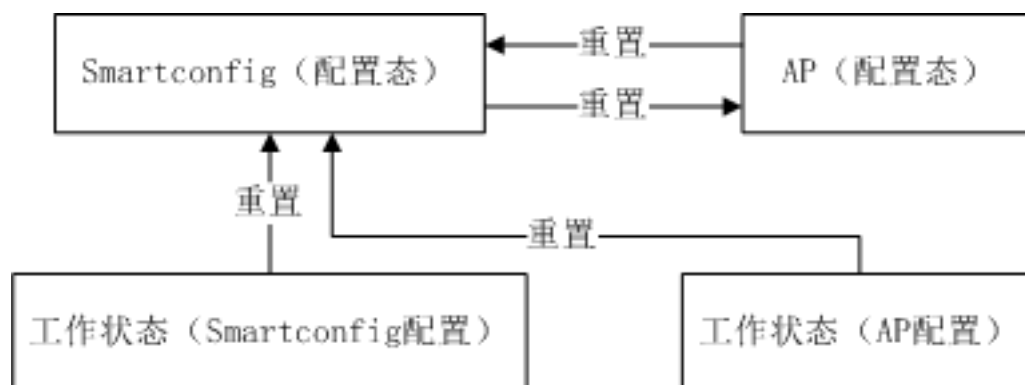 重置
Smartconfig（配置态）
AP（配置态）
重置
重置
重置
工作状态（Smartconfig配置）
工作状态（AP配置）